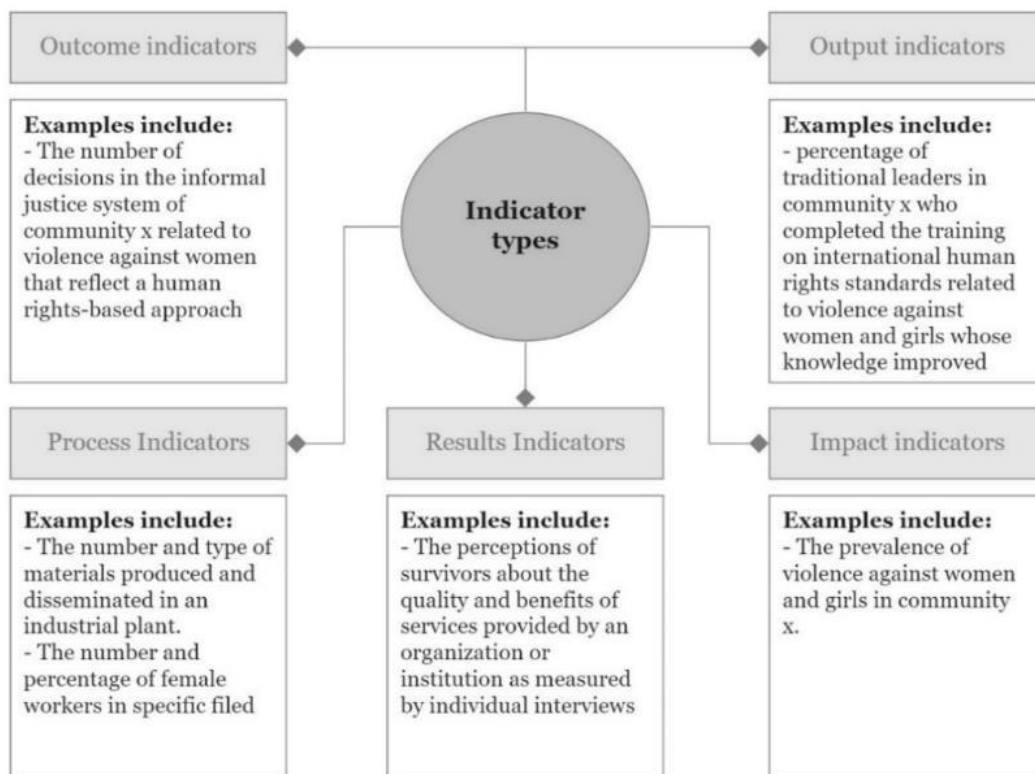 Outcome indicators
Output indicators
Examples include:
- The number of
decisions in the informal
justice system of
community x related to
violence against women
that reflect a human
rights-based approach
Indicator
types
Examples include:
- percentage of
traditional leaders in
community x who
completed the training
on international human
rights standards related
to violence against
women and girls whose
knowledge improved
Process Indicators
Results Indicators
Impact indicators
Examples include:
- The number and type of
materials produced and
disseminated in an
industrial plant.
- The number and
percentage of female
workers in specific filed
Examples include:
- The perceptions of
survivors about the
quality and benefits of
services provided by an
organization or
institution as measured
by individual interviews
Examples include:
- The prevalence of
violence against women
and girls in community
x.